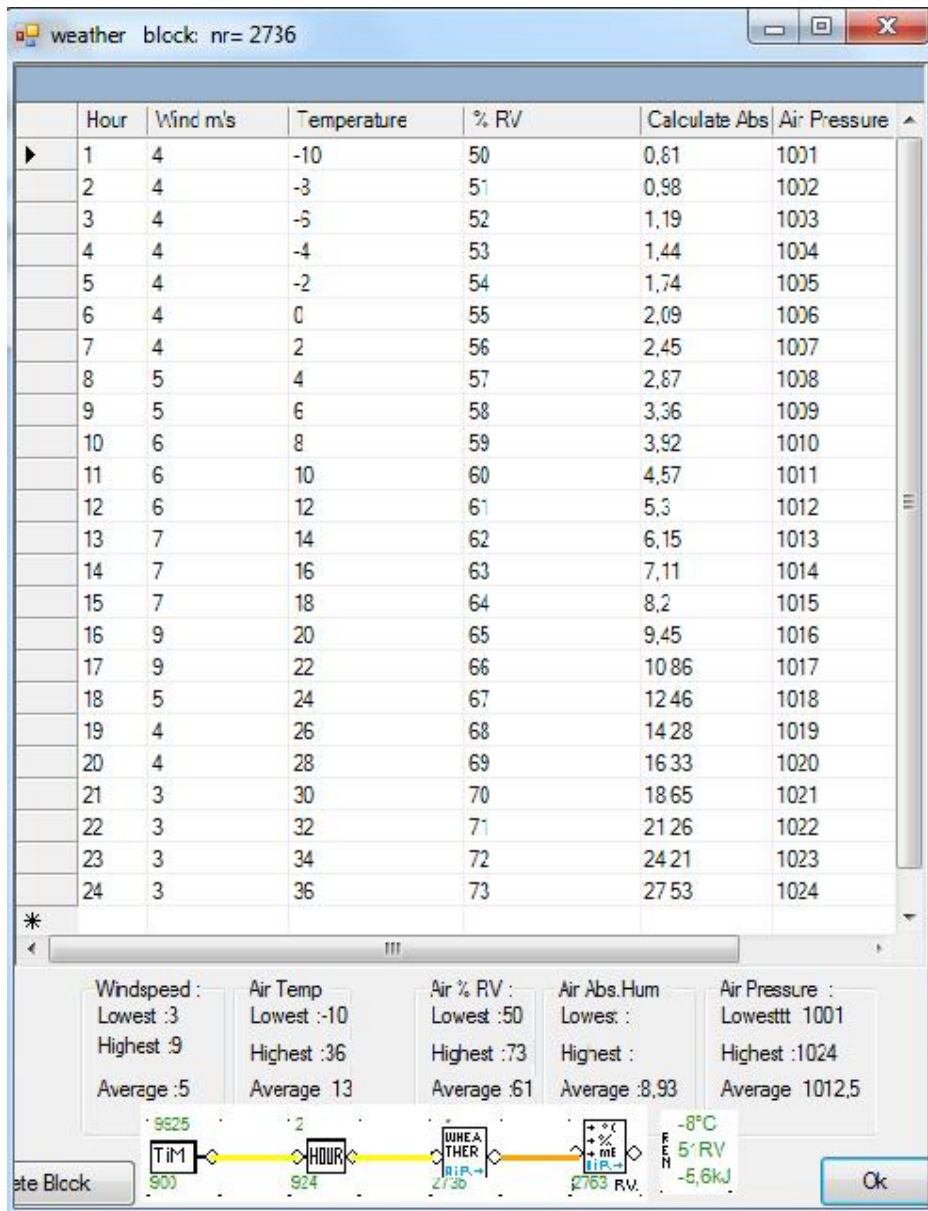 weather block: nr= 2736
Hour Wind m/s Temperature % RV Calculate Abs Air Pressure
1 4 -10 50 0,81 1001
2 4 -8 51 0,98 1002
3 4 -6 52 1,19 1003
4 4 -4 53 1,44 1004
5 4 -2 54 1,74 1005
6 4 0 55 2,09 1006
7 4 2 56 2,45 1007
8 5 4 57 2,87 1008
9 5 6 58 3,36 1009
10 6 8 59 3,92 1010
11 6 10 60 4,57 1011
12 6 12 61 5,3 1012
13 7 14 62 6,15 1013
14 7 16 63 7,11 1014
15 7 18 64 8,2 1015
16 9 20 65 9,45 1016
17 9 22 66 10 86 1017
18 5 24 67 12 46 1018
19 4 26 68 14 28 1019
20 4 28 69 16 33 1020
21 3 30 70 18 65 1021
22 3 32 71 21 26 1022
23 3 34 72 24 21 1023
24 3 36 73 27 53 1024
Windspeed : Air Temp Air % RV : Air Abs.Hum Air Pressure :
Lowest :3 Lowest :-10 Lowest :50 Lowest : Lowesttt 1001
Highest :9 Highest :36 Highest :73 Highest : Highest :1024
Average :5 Average 13 Average :61 Average :8,93 Average 1012,5
9925 2 -8°C
TiM HOUR WHEA THER AiR °C % ME AiR REN 51RV
900 924 2736 2763 RV. -5,6kJ
ete Block Ok